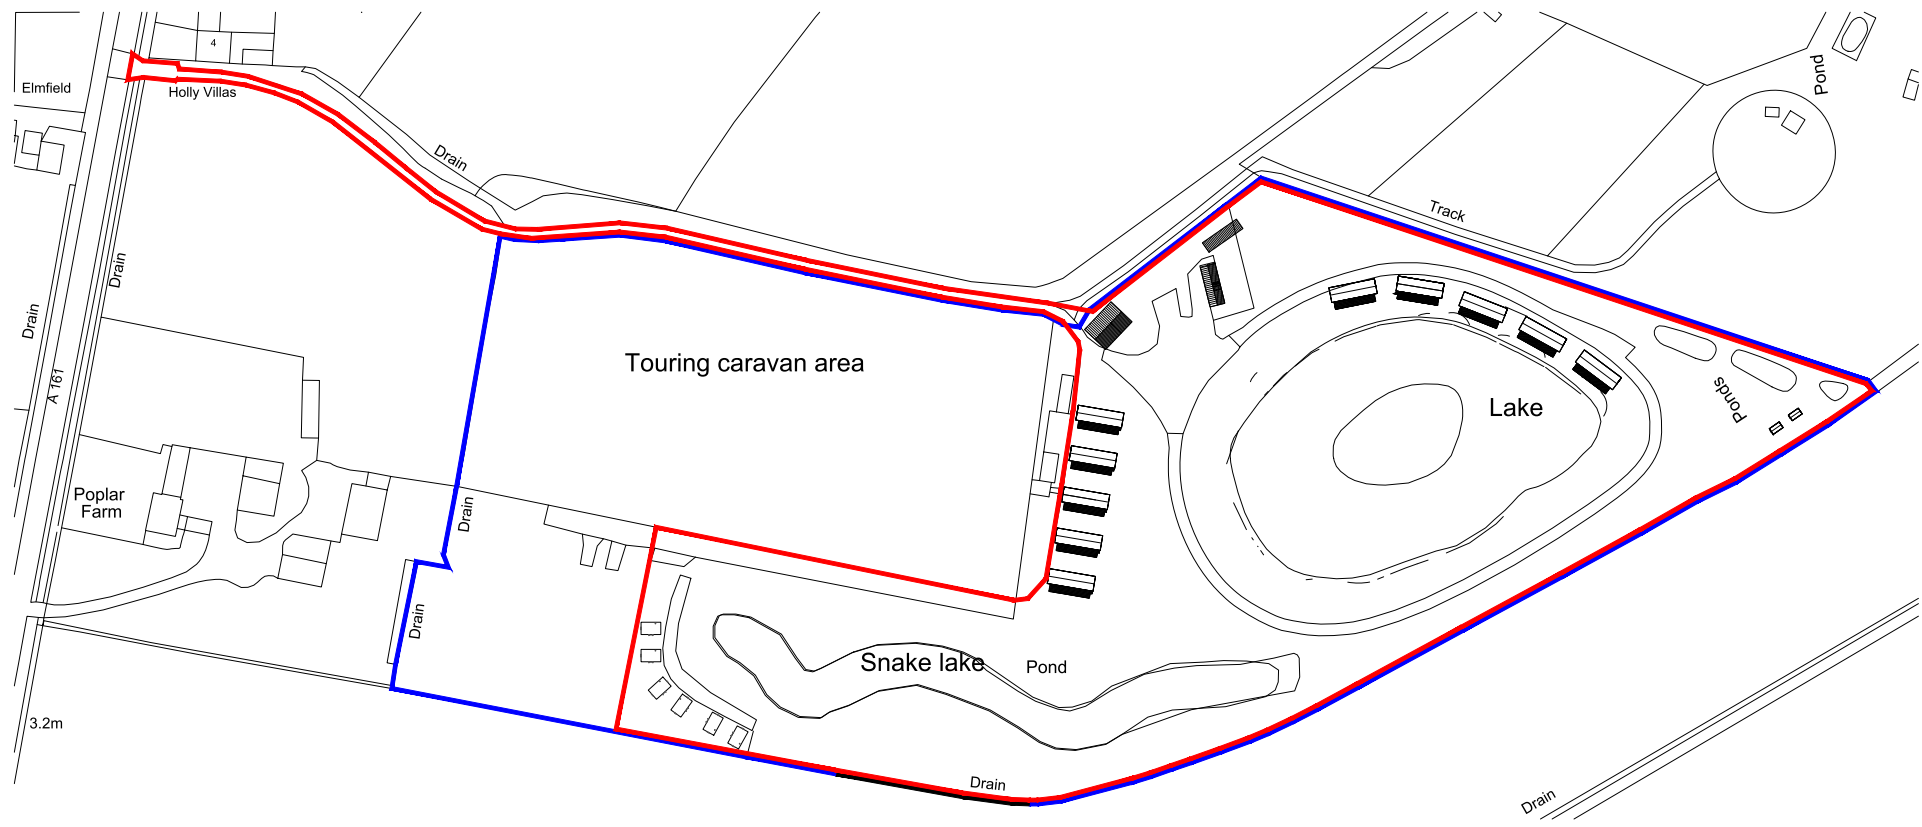 4
Elmfield
Holly Villas
Pond
Drain
Track
Drain
Drain
Touring caravan area
A 161
Lake
Ponds
Poplar
Farm
Drain
Drain
Snake lake
Pond
3.2m
Drain
Drain